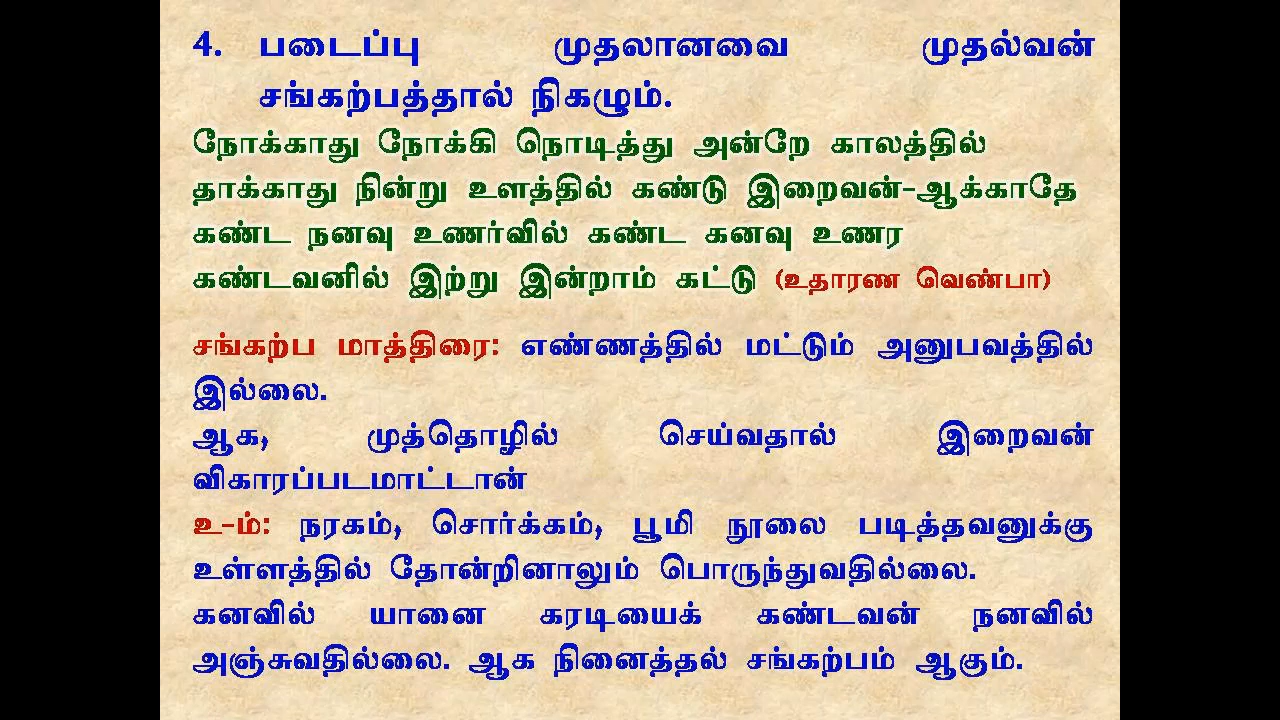 4. படைப்பு முதலானவை முதல்வன்
சங்கற்பத்தால் நிகழும்.
நோக்காது நோக்கி நொடித்து அன்றே காலத்தில்
தாக்காது நின்று உளத்தில் கண்டு இறைவன்-ஆக்காதே
கண்ட நனவு உணர்வில் கண்ட கனவு உணர
கண்டவனில் இற்று இன்றாம் கட்டு (உதாரண வெண்பா)
சங்கற்ப மாத்திரை: எண்ணத்தில் மட்டும் அனுபவத்தில்
இல்லை.
ஆக, முத்தொழில் செய்வதால் இறைவன்
விகாரப்படமாட்டான்
உ-ம்: நரகம், சொர்க்கம், பூமி நூலை படித்தவனுக்கு
உள்ளத்தில் தோன்றினாலும் பொருந்துவதில்லை.
கனவில் யானை கரடியைக் கண்டவன் நனவில்
அஞ்சுவதில்லை. ஆக நினைத்தல் சங்கற்பம் ஆகும்.